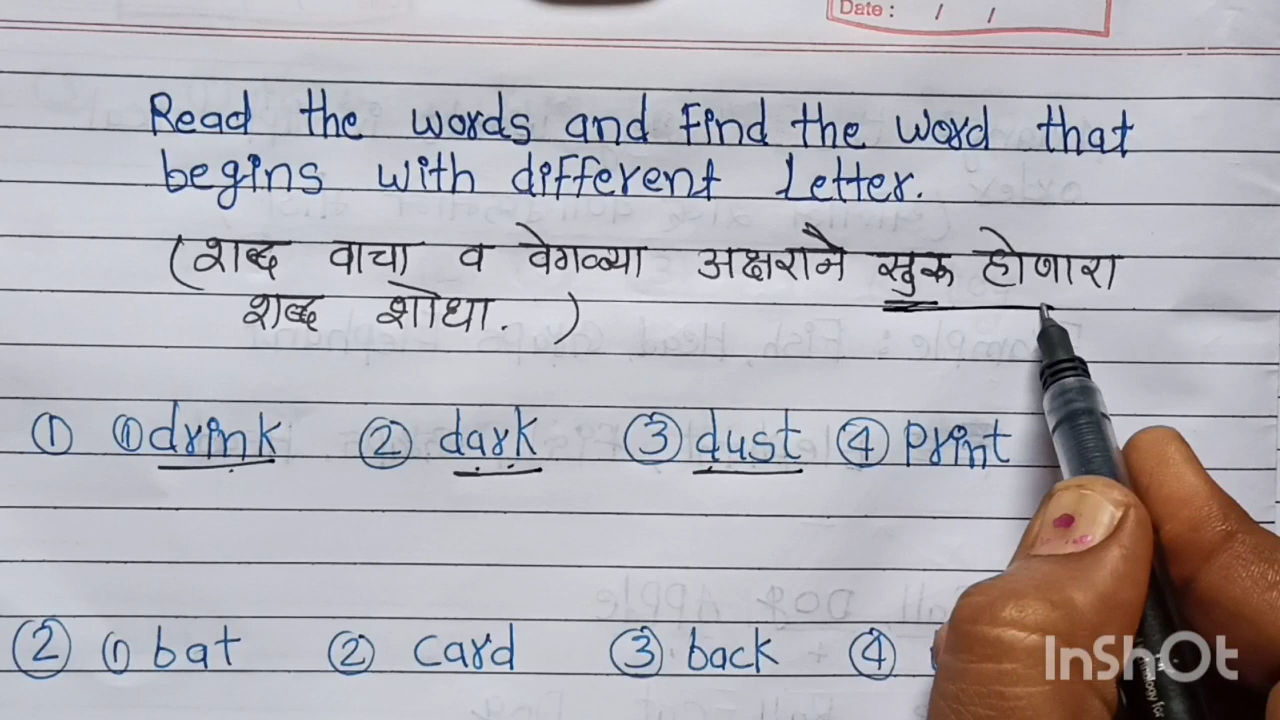 Date : / /
Read the words and Find the word that
begins with different Letter.
(शब्द वाचा व वेगळ्या अक्षराने सुरू होणारा
शब्द शोधा. )
① ① drink ② dark ③ dust ④ print
② ① bat ② card ③ back ④
InShOt